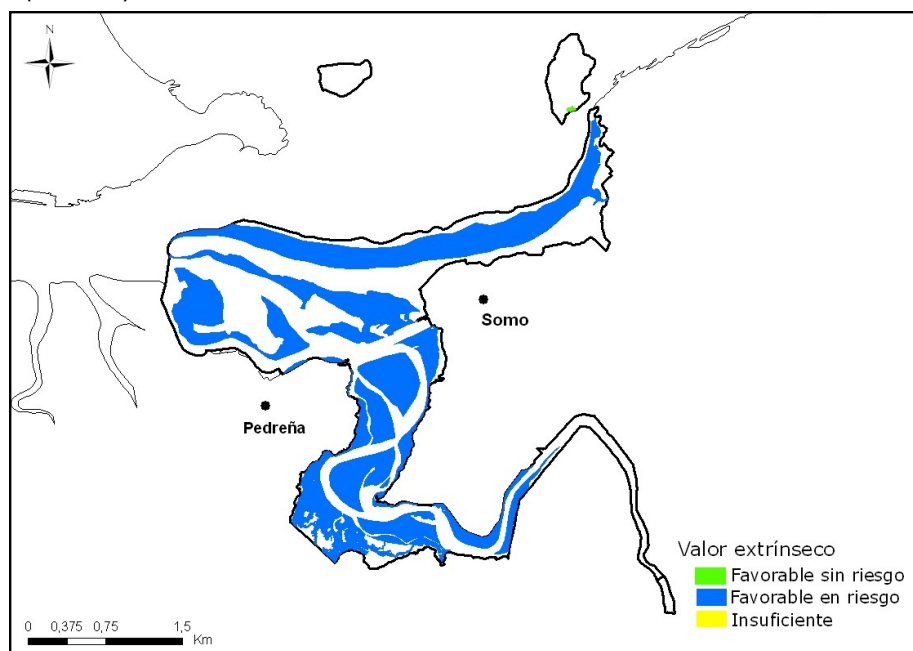 N
Somo
Pedreña
Valor extrínseco
Favorable sin riesgo
Favorable en riesgo
Insuficiente
0 0,375 0,75 1,5
Km